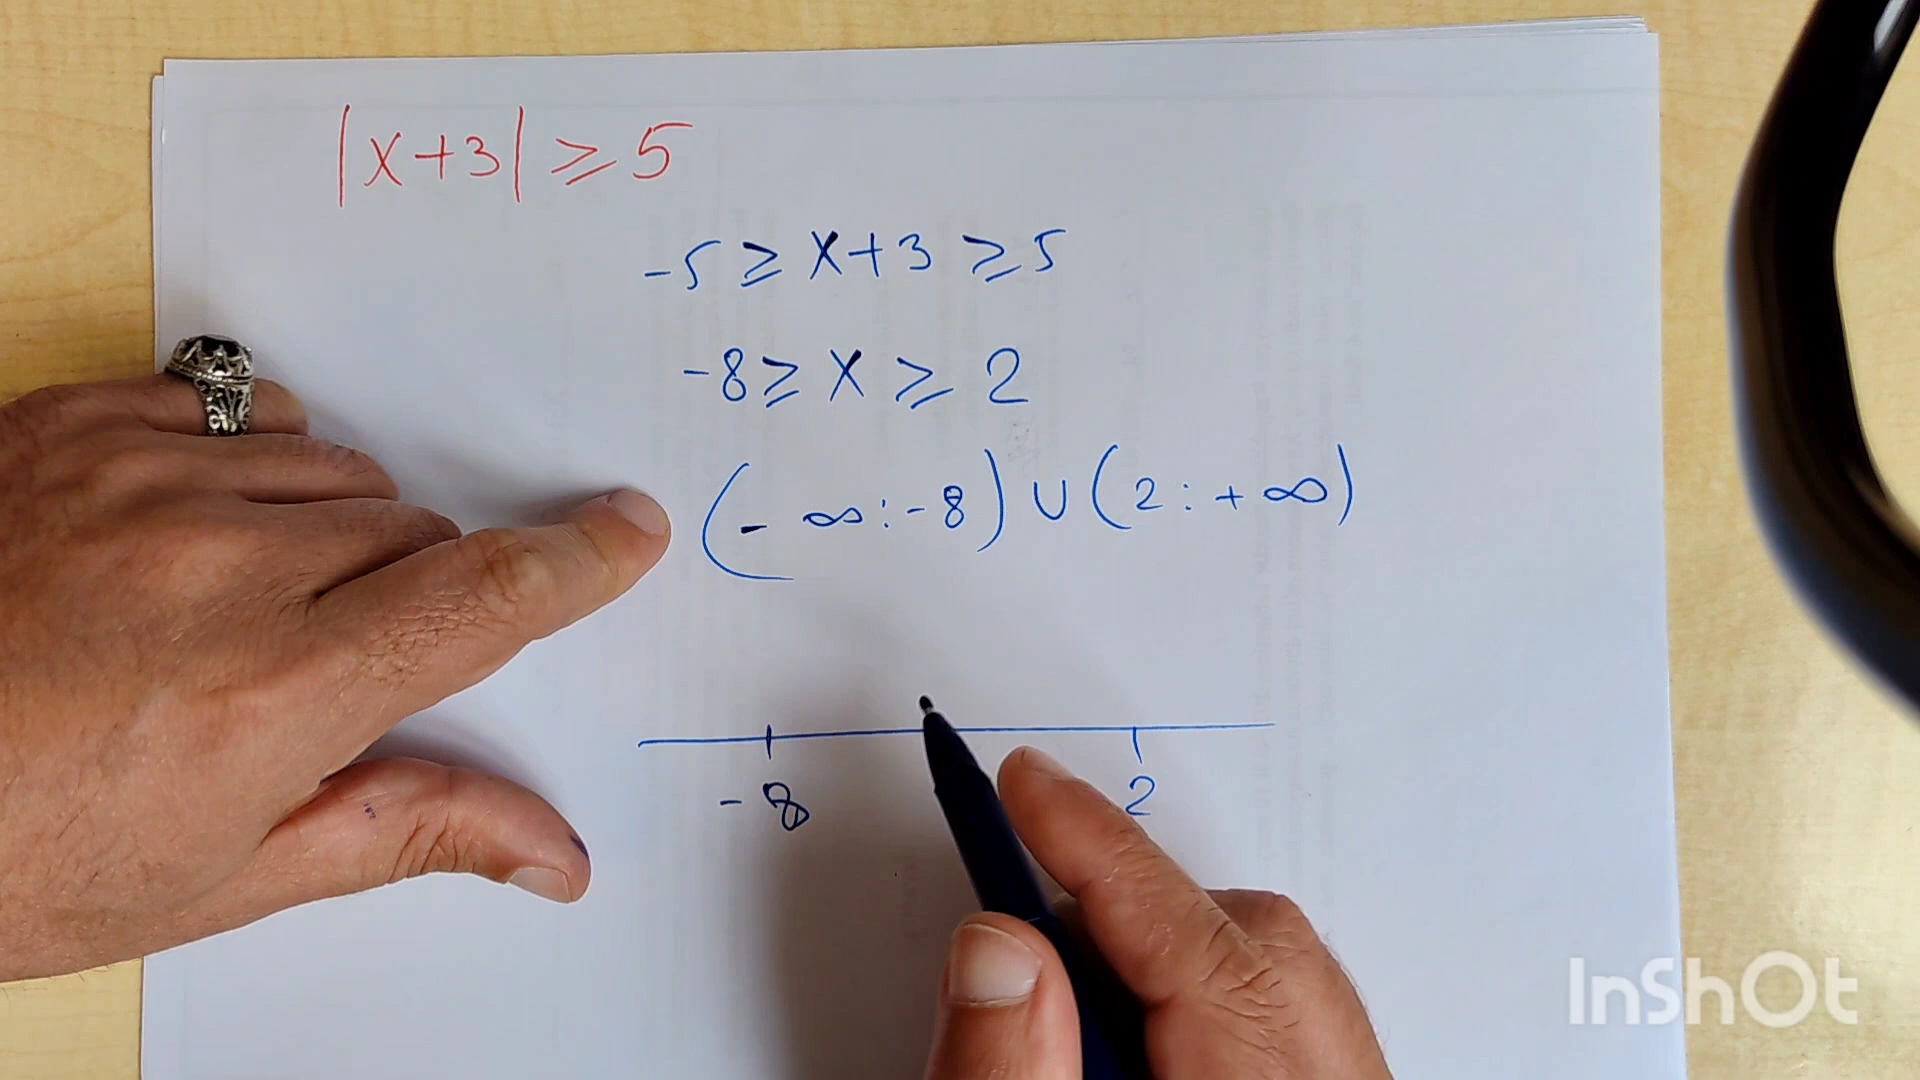 |x+3| ⩾ 5
-5 ⩾ x+3 ⩾ 5
-8 ⩾ x ⩾ 2
(- ∞ : -8) ∪ (2 : + ∞)
-8 2
InShOt